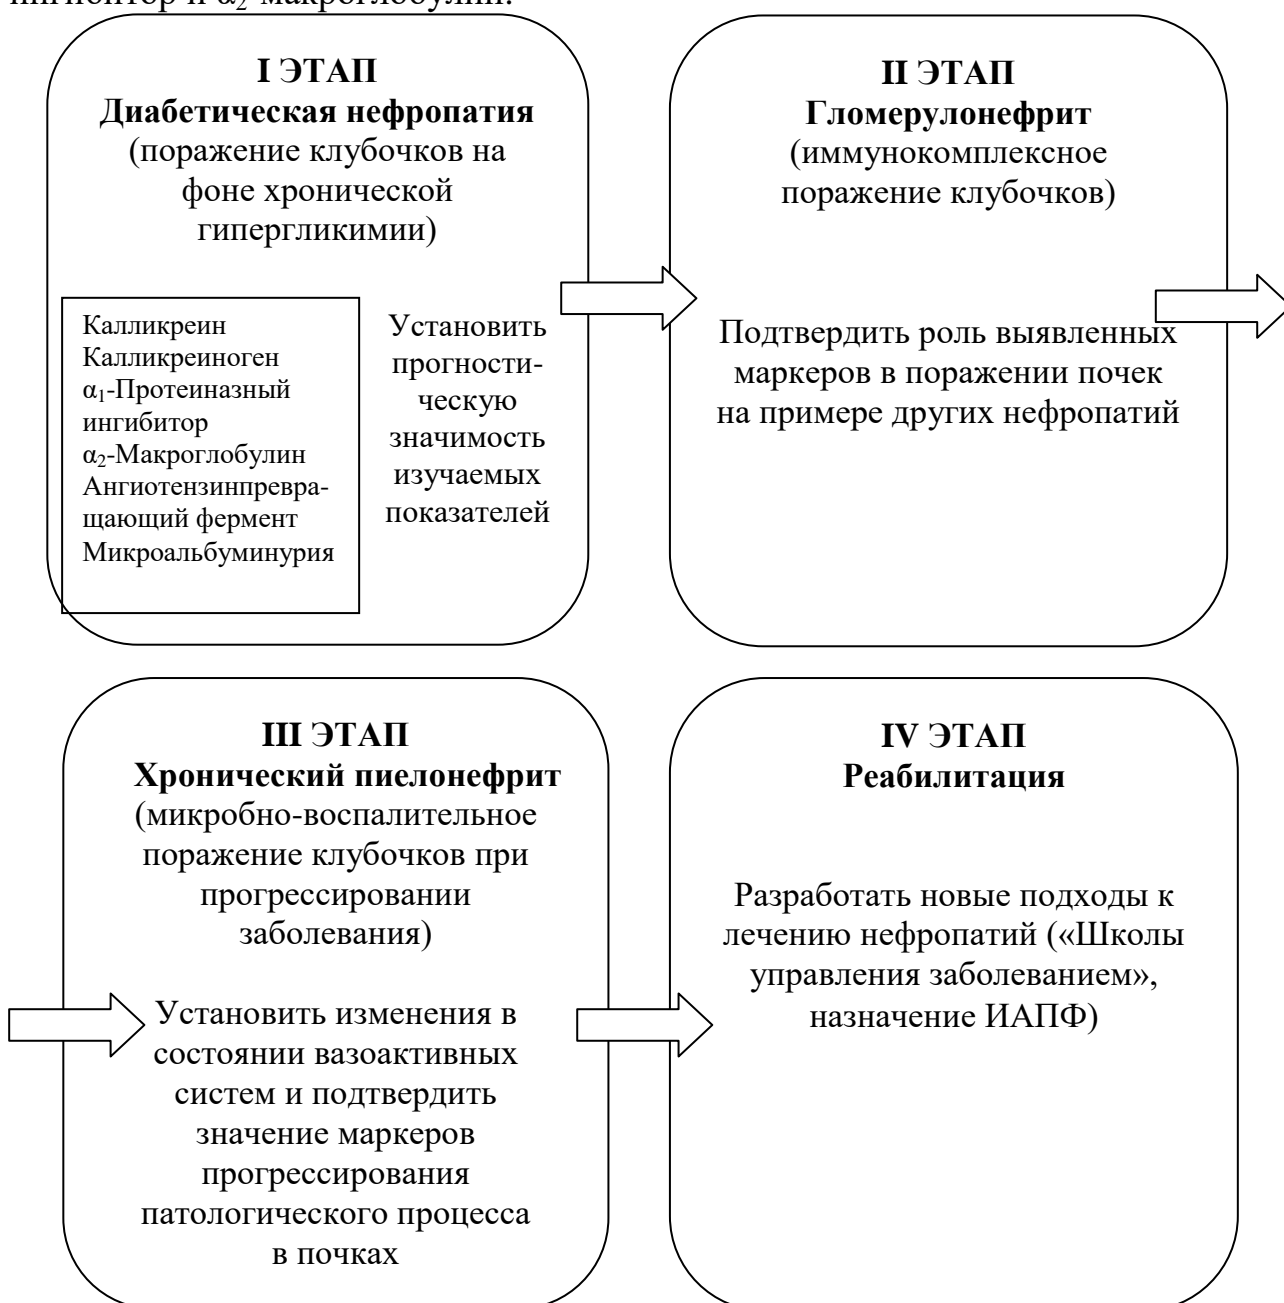 ингибитор и α2-макроглобулин.
I ЭТАП
Диабетическая нефропатия
(поражение клубочков на
фоне хронической
гипергликимии)
Калликреин
Калликреиноген
α1-Протеиназный
ингибитор
α2-Макроглобулин
Ангиотензинпревра-
щающий фермент
Микроальбуминурия
Установить
прогности-
ческую
значимость
изучаемых
показателей
II ЭТАП
Гломерулонефрит
(иммунокомплексное
поражение клубочков)
Подтвердить роль выявленных
маркеров в поражении почек
на примере других нефропатий
III ЭТАП
Хронический пиелонефрит
(микробно-воспалительное
поражение клубочков при
прогрессировании
заболевания)
Установить изменения в
состоянии вазоактивных
систем и подтвердить
значение маркеров
прогрессирования
патологического процесса
в почках
IV ЭТАП
Реабилитация
Разработать новые подходы к
лечению нефропатий («Школы
управления заболеванием»,
назначение ИАПФ)